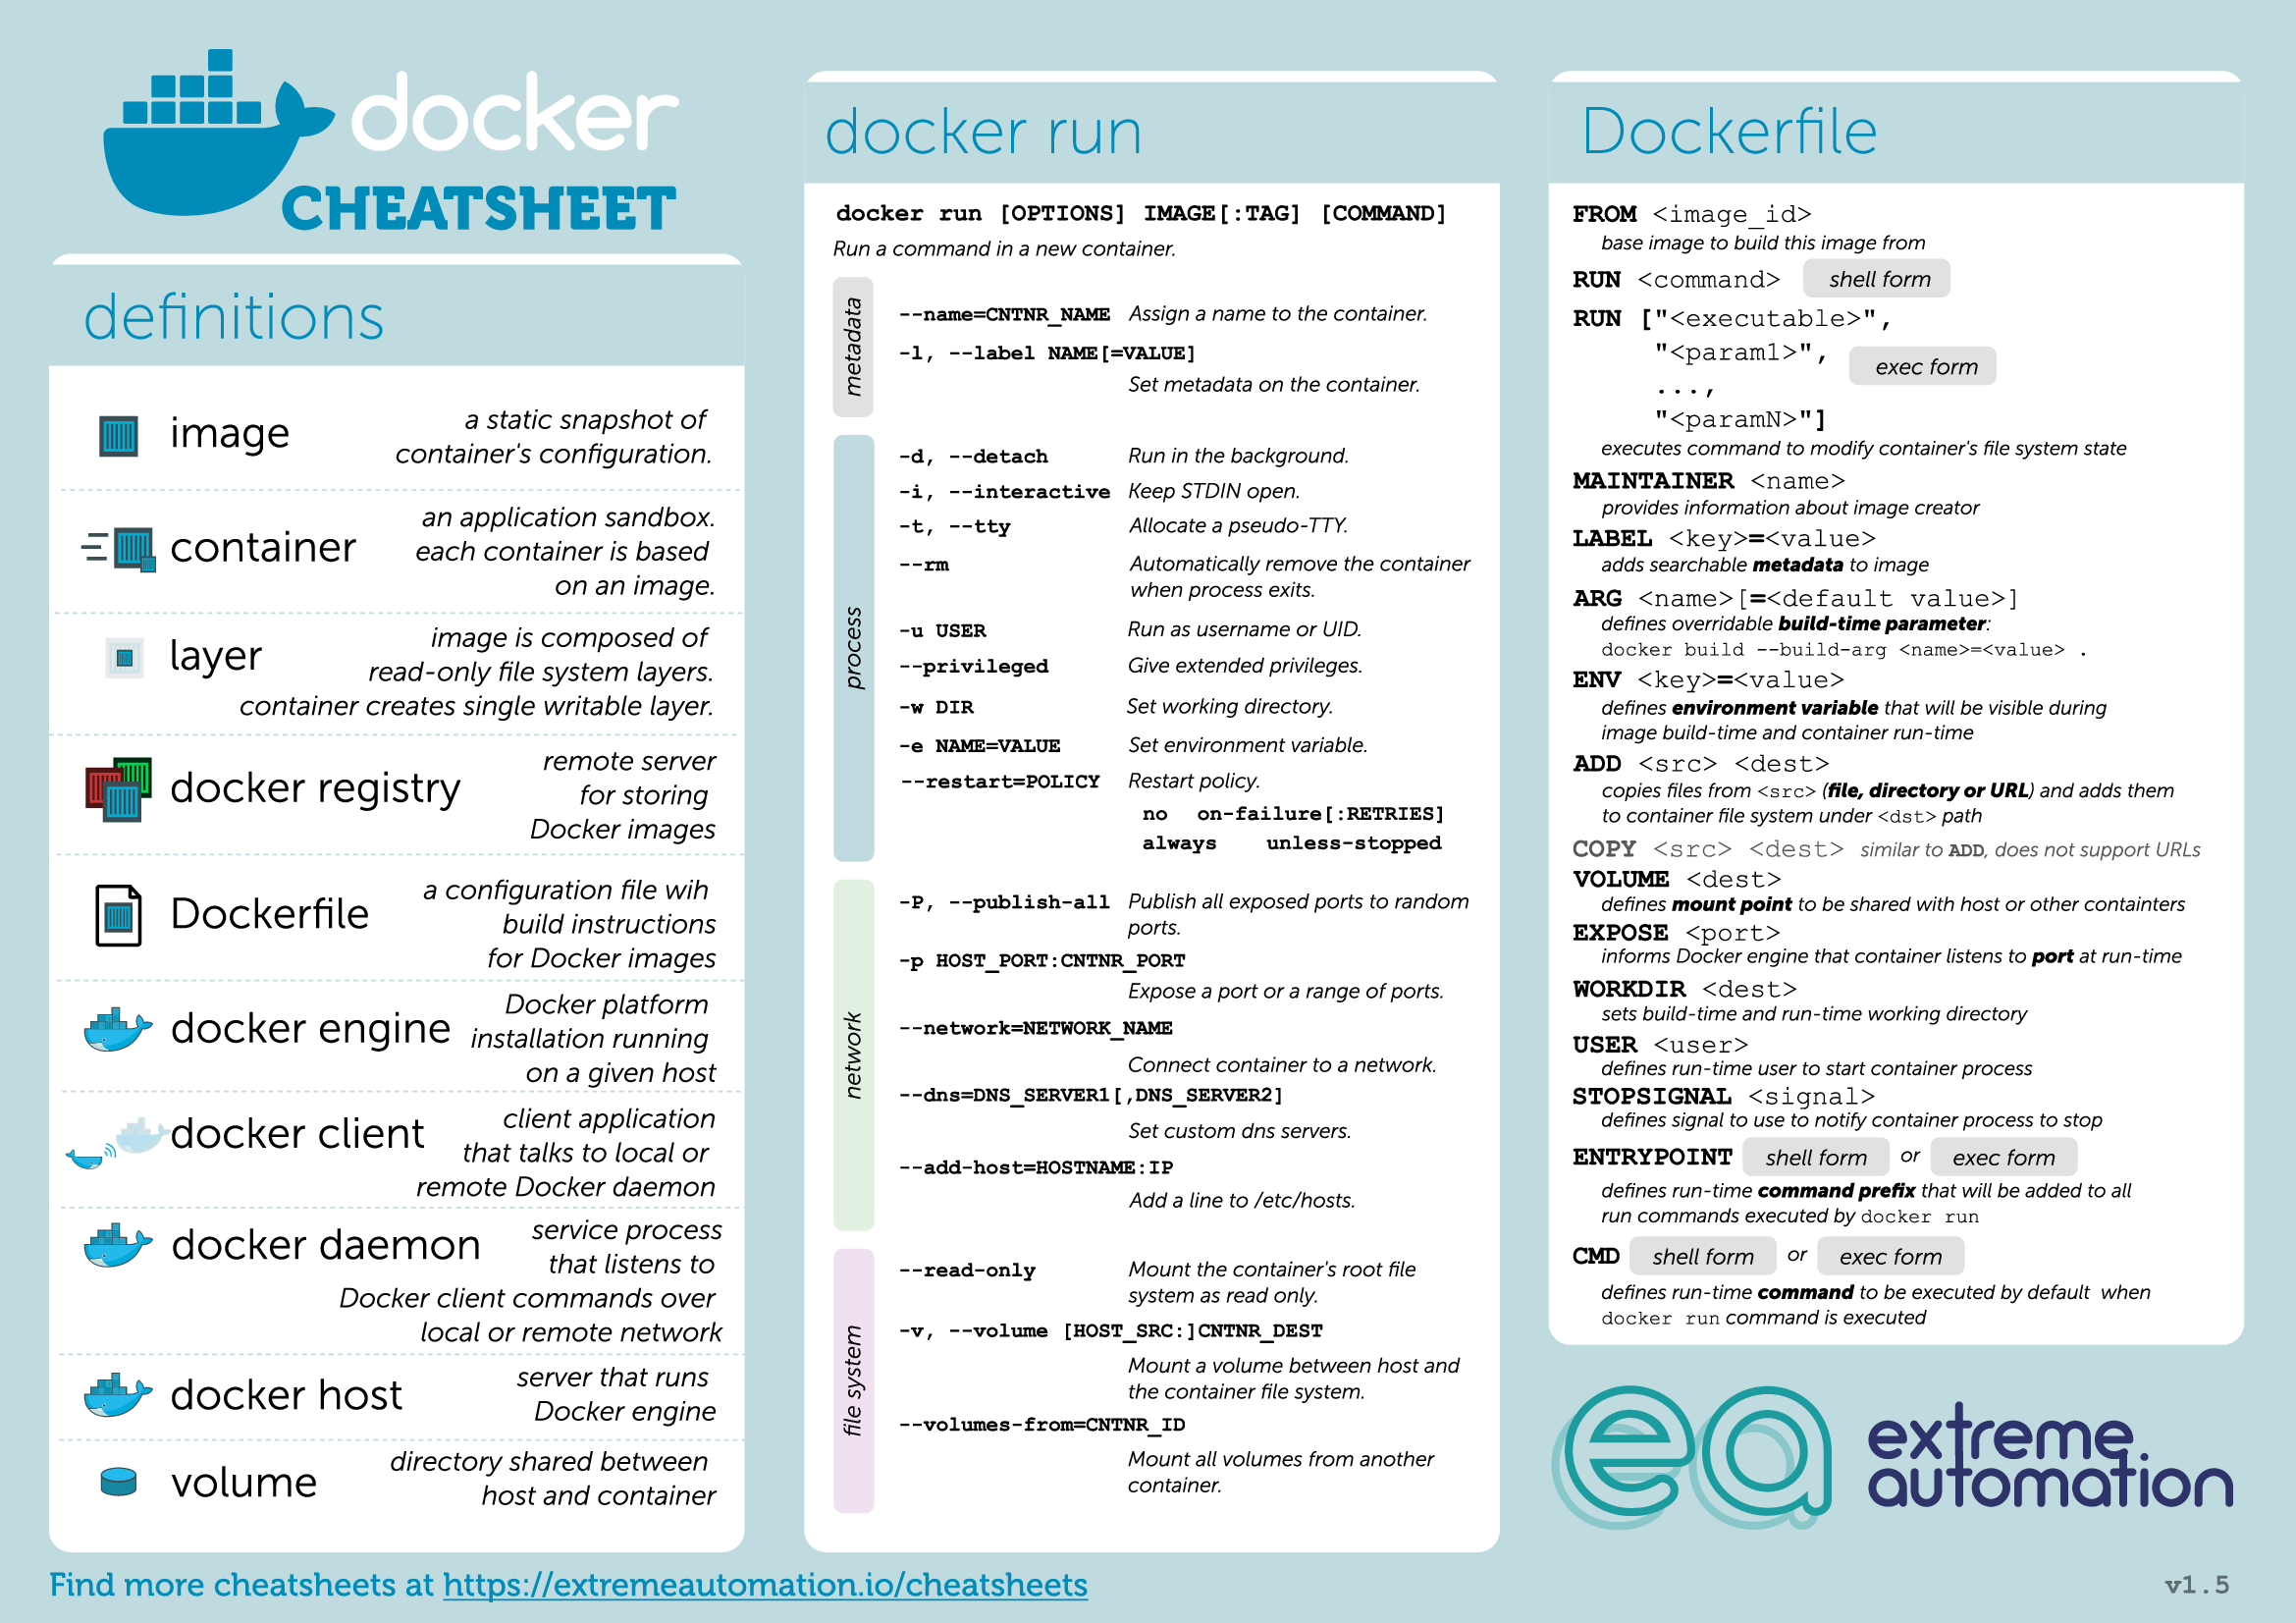 docker
CHEATSHEET
definitions
image
a static snapshot of
container's configuration.
container
an application sandbox.
each container is based
on an image.
layer
image is composed of
read-only file system layers.
container creates single writable layer.
docker registry
remote server
for storing
Docker images
Dockerfile
a configuration file wih
build instructions
for Docker images
docker engine
Docker platform
installation running
on a given host
docker client
client application
that talks to local or
remote Docker daemon
docker daemon
service process
that listens to
Docker client commands over
local or remote network
docker host
server that runs
Docker engine
volume
directory shared between
host and container
docker run
docker run [OPTIONS] IMAGE[:TAG] [COMMAND]
Run a command in a new container.
metadata
--name=CNTNR_NAME Assign a name to the container.
-l, --label NAME[=VALUE]
Set metadata on the container.
process
-d, --detach Run in the background.
-i, --interactive Keep STDIN open.
-t, --tty Allocate a pseudo-TTY.
--rm Automatically remove the container
when process exits.
-u USER Run as username or UID.
--privileged Give extended privileges.
-w DIR Set working directory.
-e NAME=VALUE Set environment variable.
--restart=POLICY Restart policy.
no on-failure[:RETRIES]
always unless-stopped
network
-P, --publish-all Publish all exposed ports to random
ports.
-p HOST_PORT:CNTNR_PORT
Expose a port or a range of ports.
--network=NETWORK_NAME
Connect container to a network.
--dns=DNS_SERVER1[,DNS_SERVER2]
Set custom dns servers.
--add-host=HOSTNAME:IP
Add a line to /etc/hosts.
file system
--read-only Mount the container's root file
system as read only.
-v, --volume [HOST_SRC:]CNTNR_DEST
Mount a volume between host and
the container file system.
--volumes-from=CNTNR_ID
Mount all volumes from another
container.
Dockerfile
FROM <image_id>
base image to build this image from
RUN <command> shell form
RUN ["<executable>",
"<param1>",
exec form
...,
"<paramN>"]
executes command to modify container's file system state
MAINTAINER <name>
provides information about image creator
LABEL <key>=<value>
adds searchable metadata to image
ARG <name>[=<default value>]
defines overridable build-time parameter:
docker build --build-arg <name>=<value> .
ENV <key>=<value>
defines environment variable that will be visible during
image build-time and container run-time
ADD <src> <dest>
copies files from <src> (file, directory or URL) and adds them
to container file system under <dst> path
COPY <src> <dest> similar to ADD, does not support URLs
VOLUME <dest>
defines mount point to be shared with host or other containters
EXPOSE <port>
informs Docker engine that container listens to port at run-time
WORKDIR <dest>
sets build-time and run-time working directory
USER <user>
defines run-time user to start container process
STOPSIGNAL <signal>
defines signal to use to notify container process to stop
ENTRYPOINT shell form or exec form
defines run-time command prefix that will be added to all
run commands executed by docker run
CMD shell form or exec form
defines run-time command to be executed by default when
docker run command is executed
ea
extreme
automation
Find more cheatsheets at https://extremeautomation.io/cheatsheets
v1.5